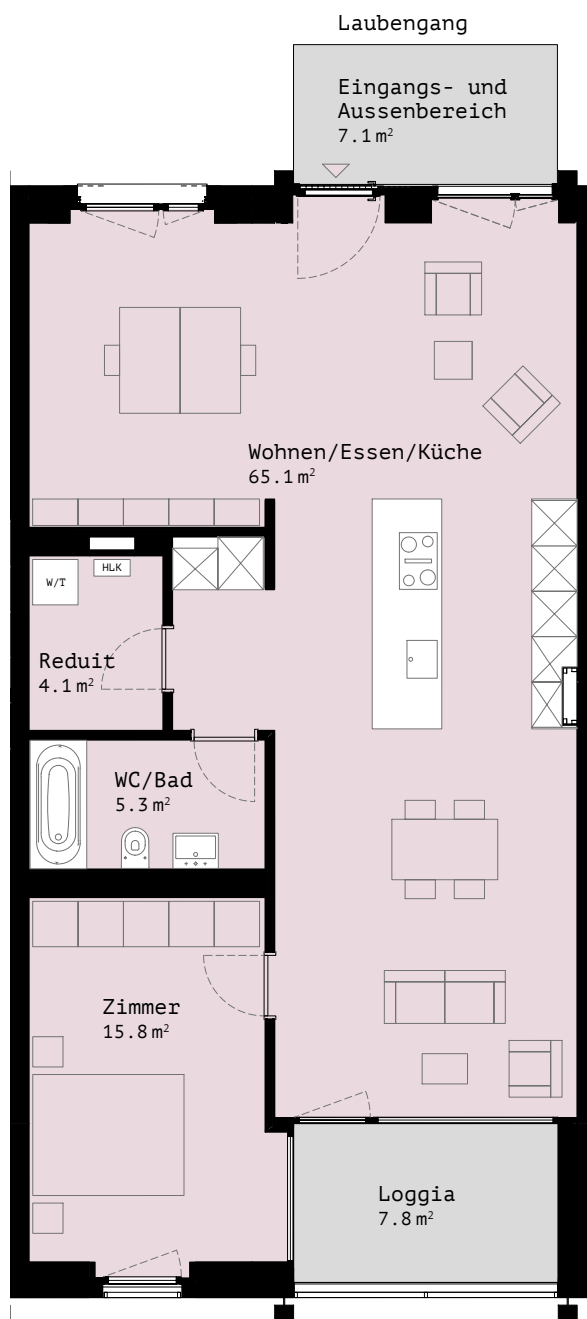 Laubengang
Eingangs- und
Aussenbereich
7.1 m²
Wohnen/Essen/Küche
65.1 m²
HLK
W/T
Reduit
4.1 m²
WC/Bad
5.3 m²
Zimmer
15.8 m²
Loggia
7.8 m²